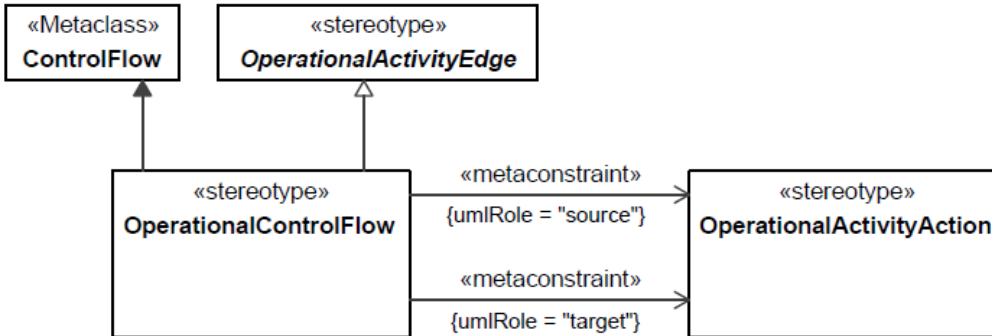 «Metaclass»
ControlFlow
«stereotype»
OperationalActivityEdge
«stereotype»
OperationalControlFlow
«metaconstraint»
{umlRole = "source"}
«metaconstraint»
{umlRole = "target"}
«stereotype»
OperationalActivityAction